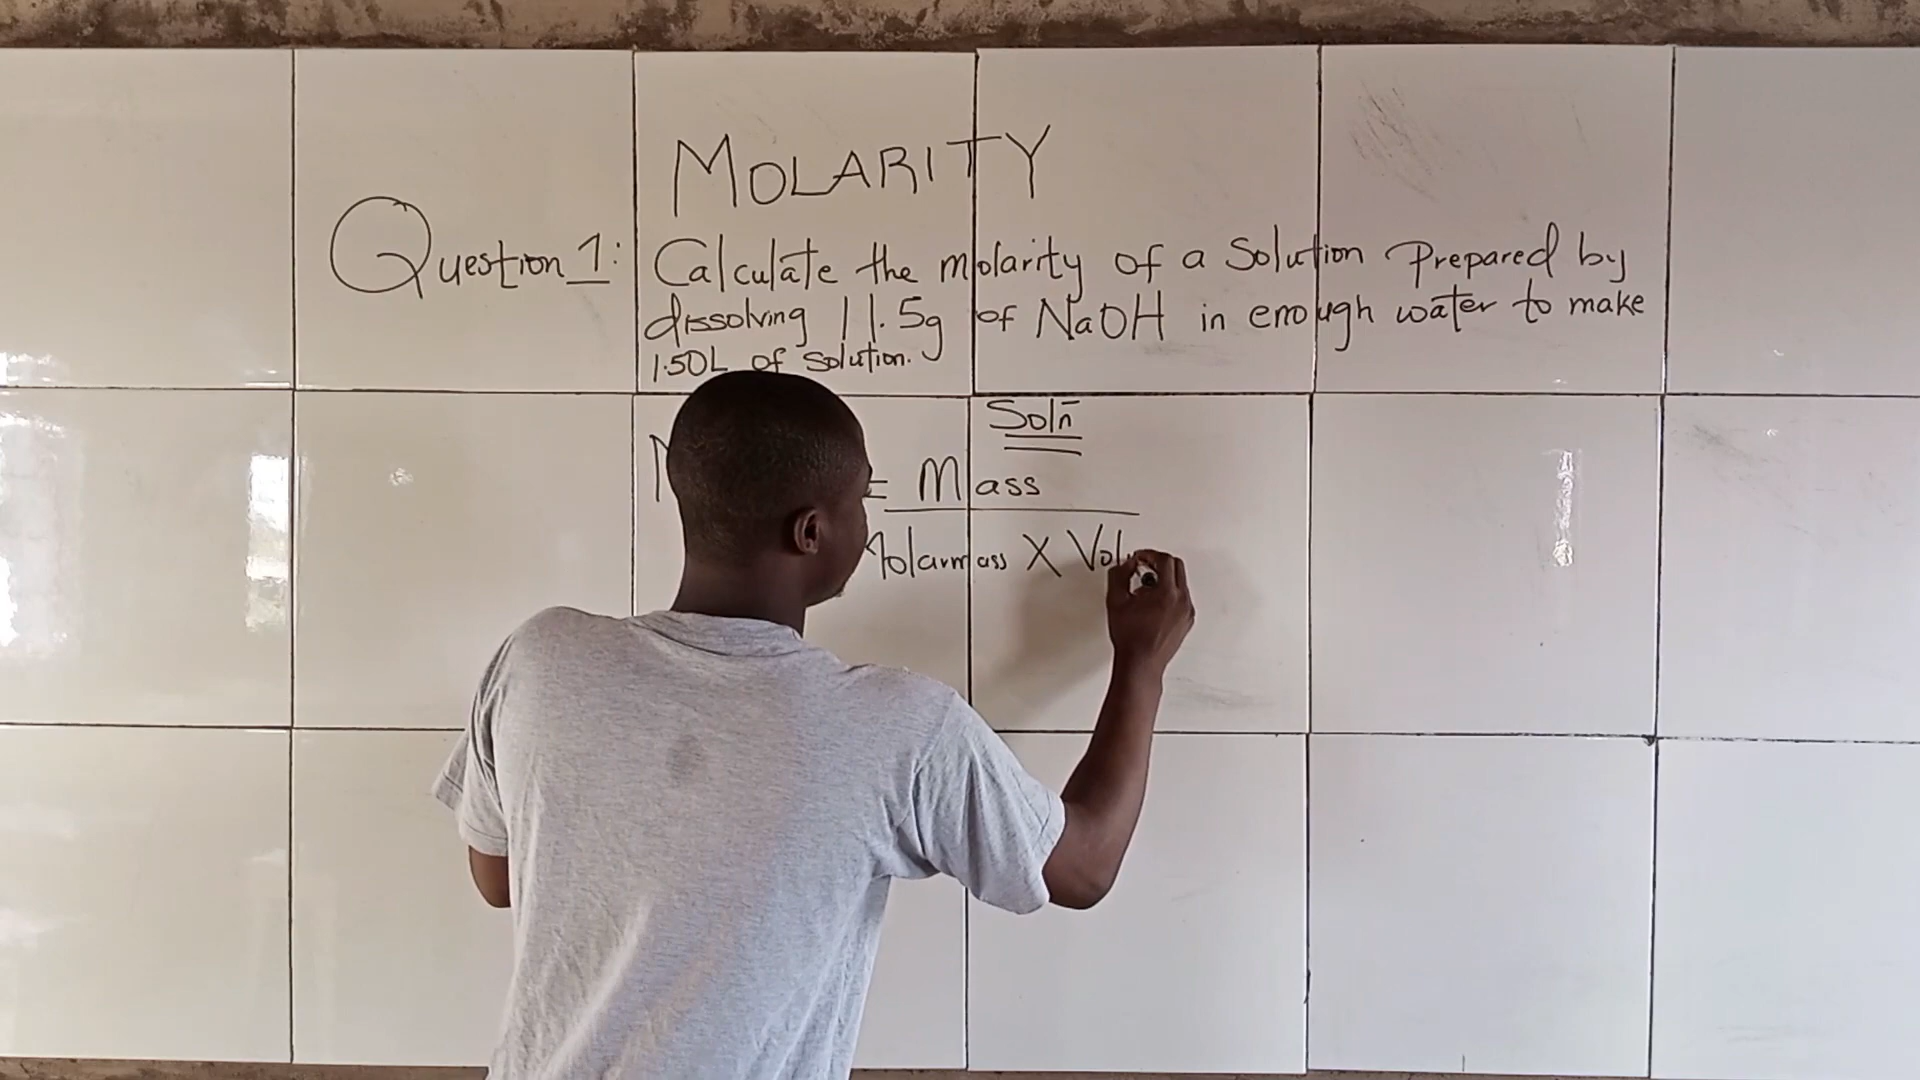 MOLARITY
Question 1: Calculate the molarity of a Solution Prepared by
dissolving 11.5g of NaOH in enough water to make
1.50L of Solution.
Soln̄
= Mass
Molarmass X Vol